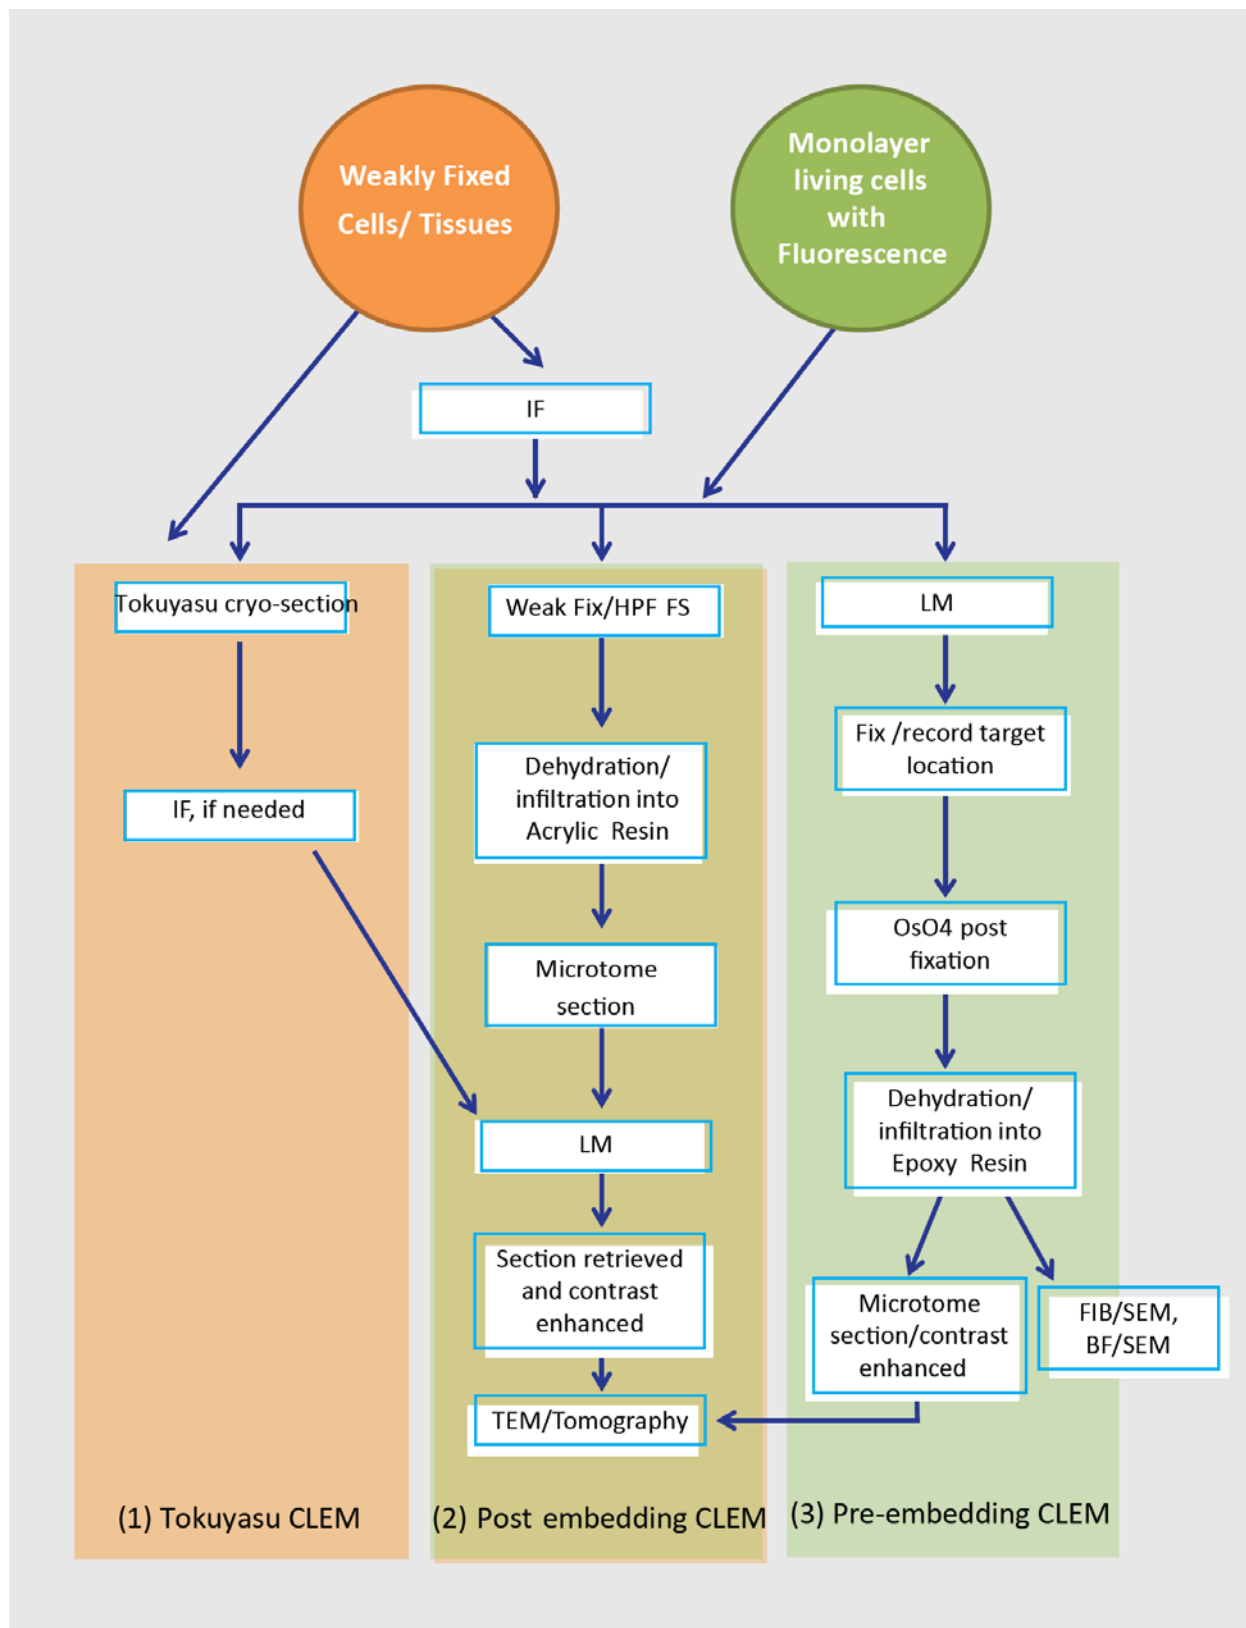 Weakly Fixed
Cells/ Tissues
Monolayer
living cells
with
Fluorescence
IF
Tokuyasu cryo-section
IF, if needed
(1) Tokuyasu CLEM
Weak Fix/HPF FS
Dehydration/
infiltration into
Acrylic Resin
Microtome
section
LM
Section retrieved
and contrast
enhanced
TEM/Tomography
(2) Post embedding CLEM
LM
Fix /record target
location
OsO4 post
fixation
Dehydration/
infiltration into
Epoxy Resin
Microtome
section/contrast
enhanced
FIB/SEM,
BF/SEM
(3) Pre-embedding CLEM